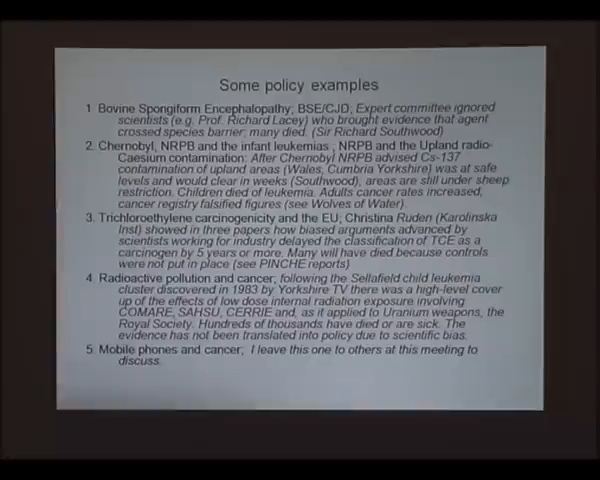 Some policy examples
1 Bovine Spongiform Encephalopathy; BSE/CJD; Expert committee ignored
scientists (e.g. Prof. Richard Lacey) who brought evidence that agent
crossed species barrier; many died. (Sir Richard Southwood)
2. Chernobyl, NRPB and the infant leukemias ; NRPB and the Upland radio-
Caesium contamination: After Chernobyl NRPB advised Cs-137
contamination of upland areas (Wales, Cumbria Yorkshire) was at safe
levels and would clear in weeks (Southwood), areas are still under sheep
restriction. Children died of leukemia. Adults cancer rates increased,
cancer registry falsified figures (see Wolves of Water).
3. Trichloroethylene carcinogenicity and the EU; Christina Ruden (Karolinska
Inst) showed in three papers how biased arguments advanced by
scientists working for industry delayed the classification of TCE as a
carcinogen by 5 years or more. Many will have died because controls
were not put in place (see PINCHE reports)
4 Radioactive pollution and cancer; following the Sellafield child leukemia
cluster discovered in 1983 by Yorkshire TV there was a high-level cover
up of the effects of low dose internal radiation exposure involving
COMARE, SAHSU, CERRIE and, as it applied to Uranium weapons, the
Royal Society. Hundreds of thousands have died or are sick. The
evidence has not been translated into policy due to scientific bias.
5. Mobile phones and cancer; I leave this one to others at this meeting to
discuss.